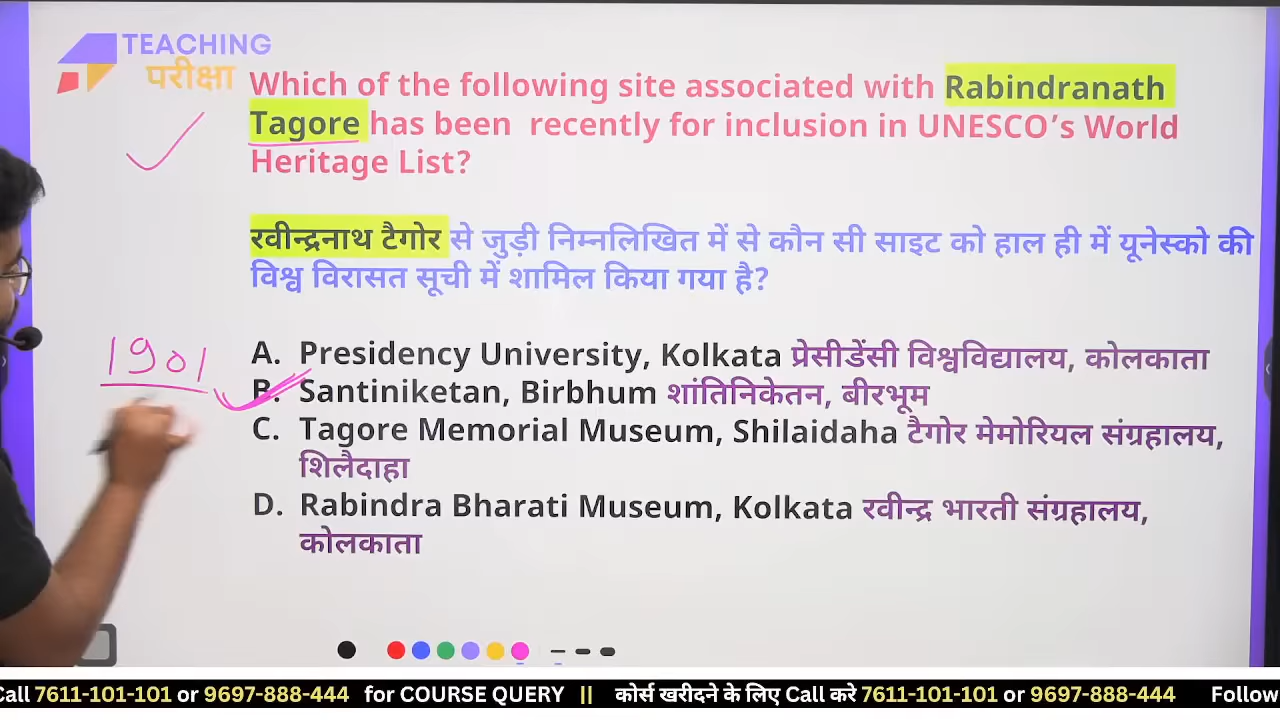 TEACHING
परीक्षा
Which of the following site associated with Rabindranath
Tagore has been recently for inclusion in UNESCO’s World
Heritage List?
रवीन्द्रनाथ टैगोर से जुड़ी निम्नलिखित में से कौन सी साइट को हाल ही में यूनेस्को की
विश्व विरासत सूची में शामिल किया गया है?
1901
A. Presidency University, Kolkata प्रेसीडेंसी विश्वविद्यालय, कोलकाता
B. Santiniketan, Birbhum शांतिनिकेतन, बीरभूम
C. Tagore Memorial Museum, Shilaidaha टैगोर मेमोरियल संग्रहालय,
शिलैदाहा
D. Rabindra Bharati Museum, Kolkata रवीन्द्र भारती संग्रहालय,
कोलकाता
Call 7611-101-101 or 9697-888-444 for COURSE QUERY || कोर्स खरीदने के लिए Call करे 7611-101-101 or 9697-888-444 Follow